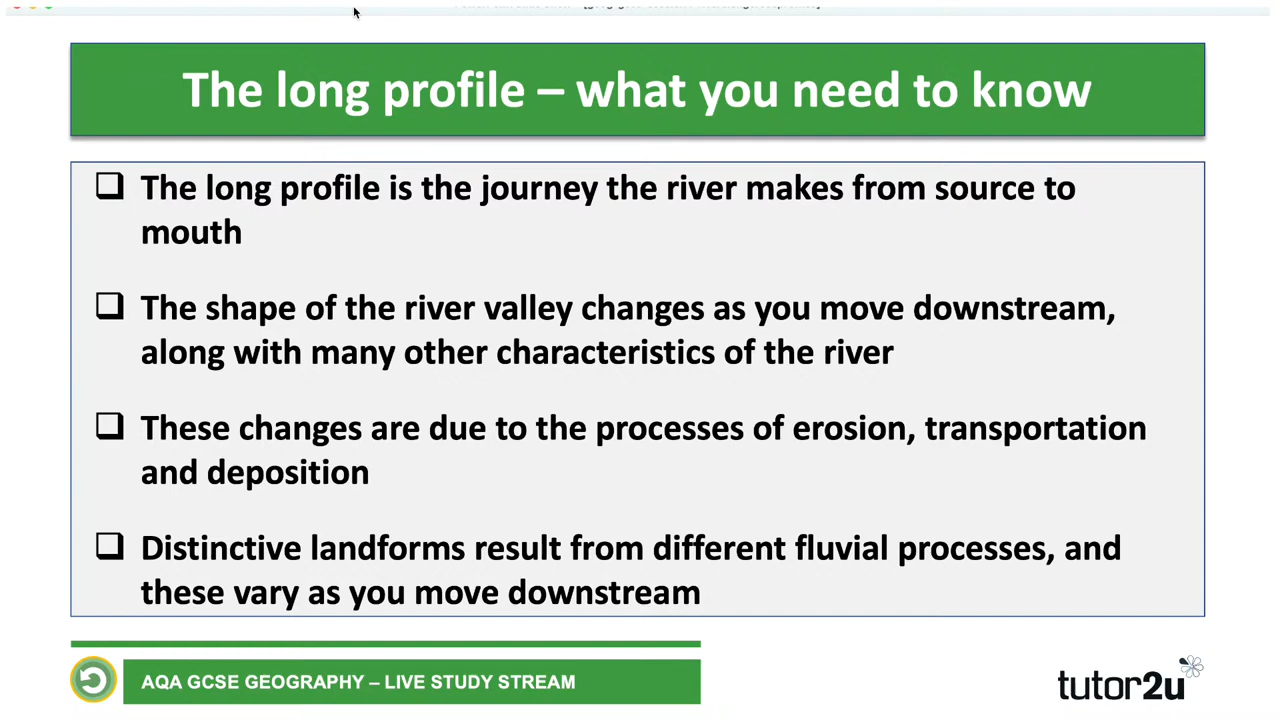 The long profile – what you need to know
❑ The long profile is the journey the river makes from source to
mouth
❑ The shape of the river valley changes as you move downstream,
along with many other characteristics of the river
❑ These changes are due to the processes of erosion, transportation
and deposition
❑ Distinctive landforms result from different fluvial processes, and
these vary as you move downstream
AQA GCSE GEOGRAPHY – LIVE STUDY STREAM
tutor2u